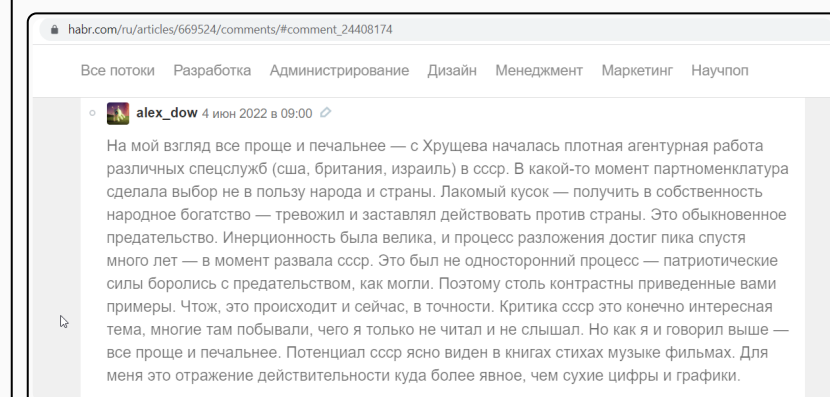 habr.com/ru/articles/669524/comments/#comment_24408174
Все потоки Разработка Администрирование Дизайн Менеджмент Маркетинг Научпоп
alex_dow 4 июн 2022 в 09:00
На мой взгляд все проще и печальнее — с Хрущева началась плотная агентурная работа
различных спецслужб (сша, британия, израиль) в ссср. В какой-то момент партноменклатура
сделала выбор не в пользу народа и страны. Лакомый кусок — получить в собственность
народное богатство — тревожил и заставлял действовать против страны. Это обыкновенное
предательство. Инерционность была велика, и процесс разложения достиг пика спустя
много лет — в момент развала ссср. Это был не односторонний процесс — патриотические
силы боролись с предательством, как могли. Поэтому столь контрастны приведенные вами
примеры. Чтож, это происходит и сейчас, в точности. Критика ссср это конечно интересная
тема, многие там побывали, чего я только не читал и не слышал. Но как я и говорил выше —
все проще и печальнее. Потенциал ссср ясно виден в книгах стихах музыке фильмах. Для
меня это отражение действительности куда более явное, чем сухие цифры и графики.